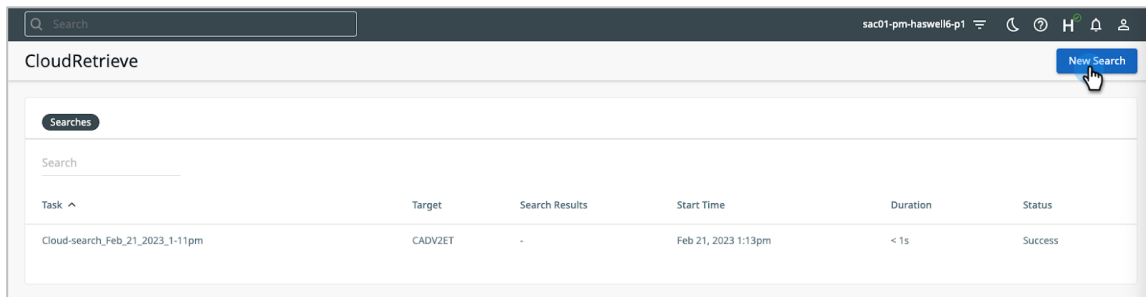 Search
sac01-pm-haswell6-p1
H
CloudRetrieve
New Search
Searches
Search
Task Target Search Results Start Time Duration Status
Cloud-search_Feb_21_2023_1-11pm CADV2ET - Feb 21, 2023 1:13pm < 1s Success